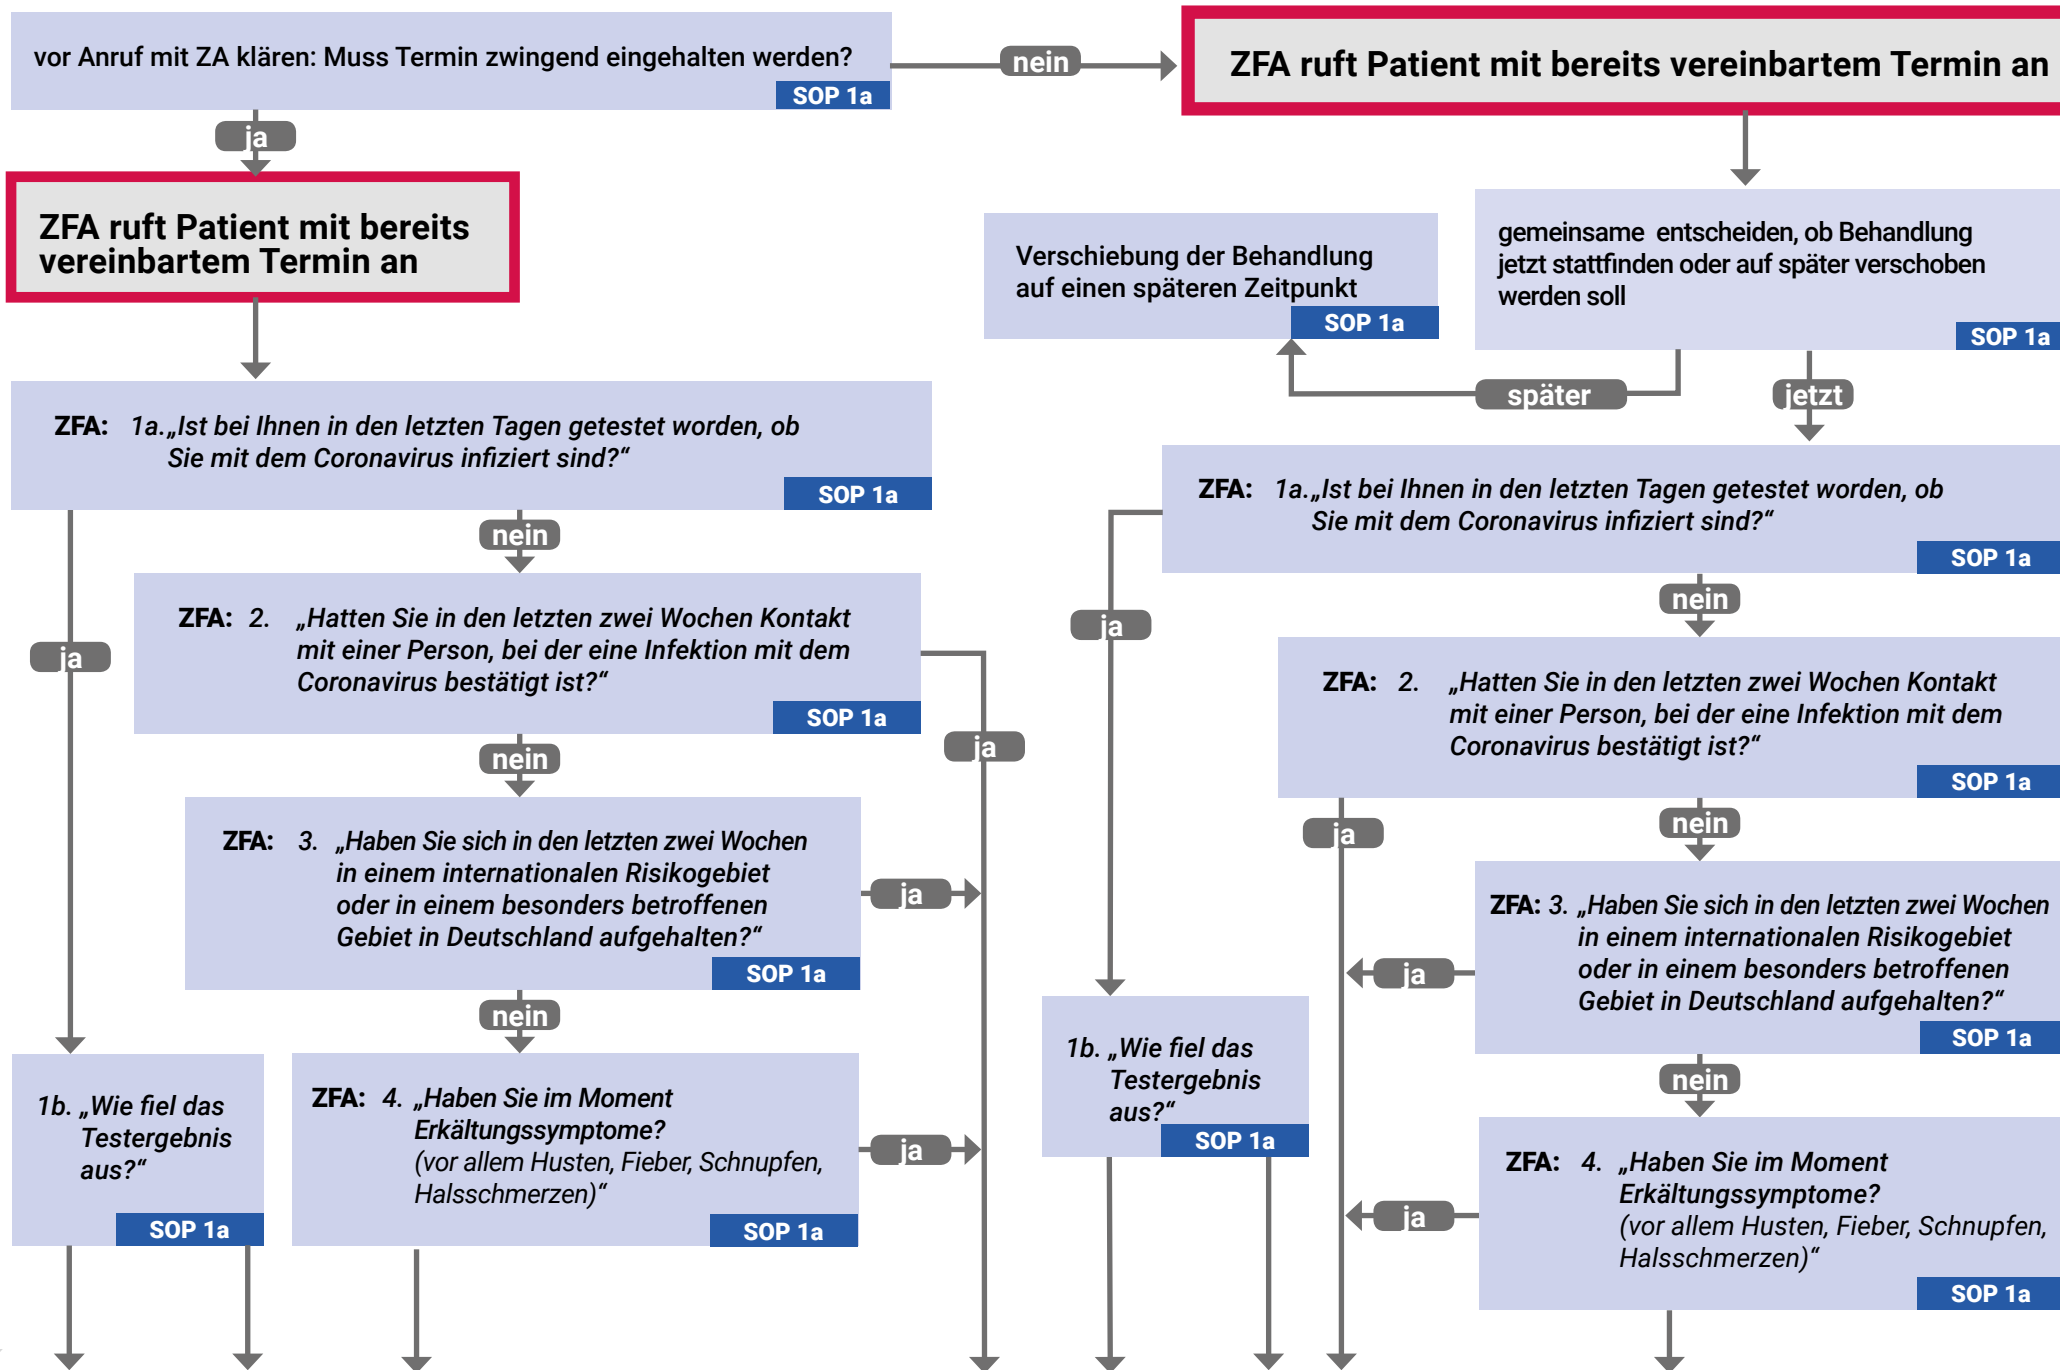 vor Anruf mit ZA klären: Muss Termin zwingend eingehalten werden?
SOP 1a
nein
ZFA ruft Patient mit bereits vereinbartem Termin an
ja
ZFA ruft Patient mit bereits
vereinbartem Termin an
Verschiebung der Behandlung
auf einen späteren Zeitpunkt
SOP 1a
gemeinsame entscheiden, ob Behandlung
jetzt stattfinden oder auf später verschoben
werden soll
SOP 1a
später
jetzt
ZFA: 1a. „Ist bei Ihnen in den letzten Tagen getestet worden, ob
Sie mit dem Coronavirus infiziert sind?“
SOP 1a
nein
ja
ZFA: 2. „Hatten Sie in den letzten zwei Wochen Kontakt
mit einer Person, bei der eine Infektion mit dem
Coronavirus bestätigt ist?“
SOP 1a
nein
ja
ZFA: 3. „Haben Sie sich in den letzten zwei Wochen
in einem internationalen Risikogebiet
oder in einem besonders betroffenen
Gebiet in Deutschland aufgehalten?“
SOP 1a
ja
nein
1b. „Wie fiel das
Testergebnis
aus?“
SOP 1a
ZFA: 4. „Haben Sie im Moment
Erkältungssymptome?
(vor allem Husten, Fieber, Schnupfen,
Halsschmerzen)“
SOP 1a
ja
ZFA: 1a. „Ist bei Ihnen in den letzten Tagen getestet worden, ob
Sie mit dem Coronavirus infiziert sind?“
SOP 1a
nein
ja
ZFA: 2. „Hatten Sie in den letzten zwei Wochen Kontakt
mit einer Person, bei der eine Infektion mit dem
Coronavirus bestätigt ist?“
SOP 1a
ja
nein
ZFA: 3. „Haben Sie sich in den letzten zwei Wochen
in einem internationalen Risikogebiet
oder in einem besonders betroffenen
Gebiet in Deutschland aufgehalten?“
SOP 1a
ja
nein
1b. „Wie fiel das
Testergebnis
aus?“
SOP 1a
ZFA: 4. „Haben Sie im Moment
Erkältungssymptome?
(vor allem Husten, Fieber, Schnupfen,
Halsschmerzen)“
SOP 1a
ja